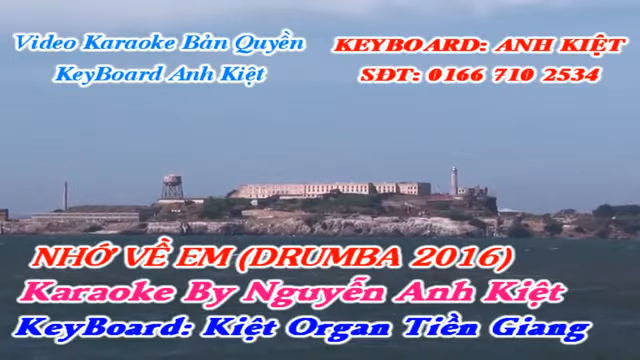 Video Karaoke Bản Quyền
KeyBoard Anh Kiệt
KEYBOARD: ANH KIỆT
SĐT: 0166 710 2534
NHỚ VỀ EM (DRUMBA 2016)
Karaoke By Nguyễn Anh Kiệt
KeyBoard: Kiệt Organ Tiền Giang